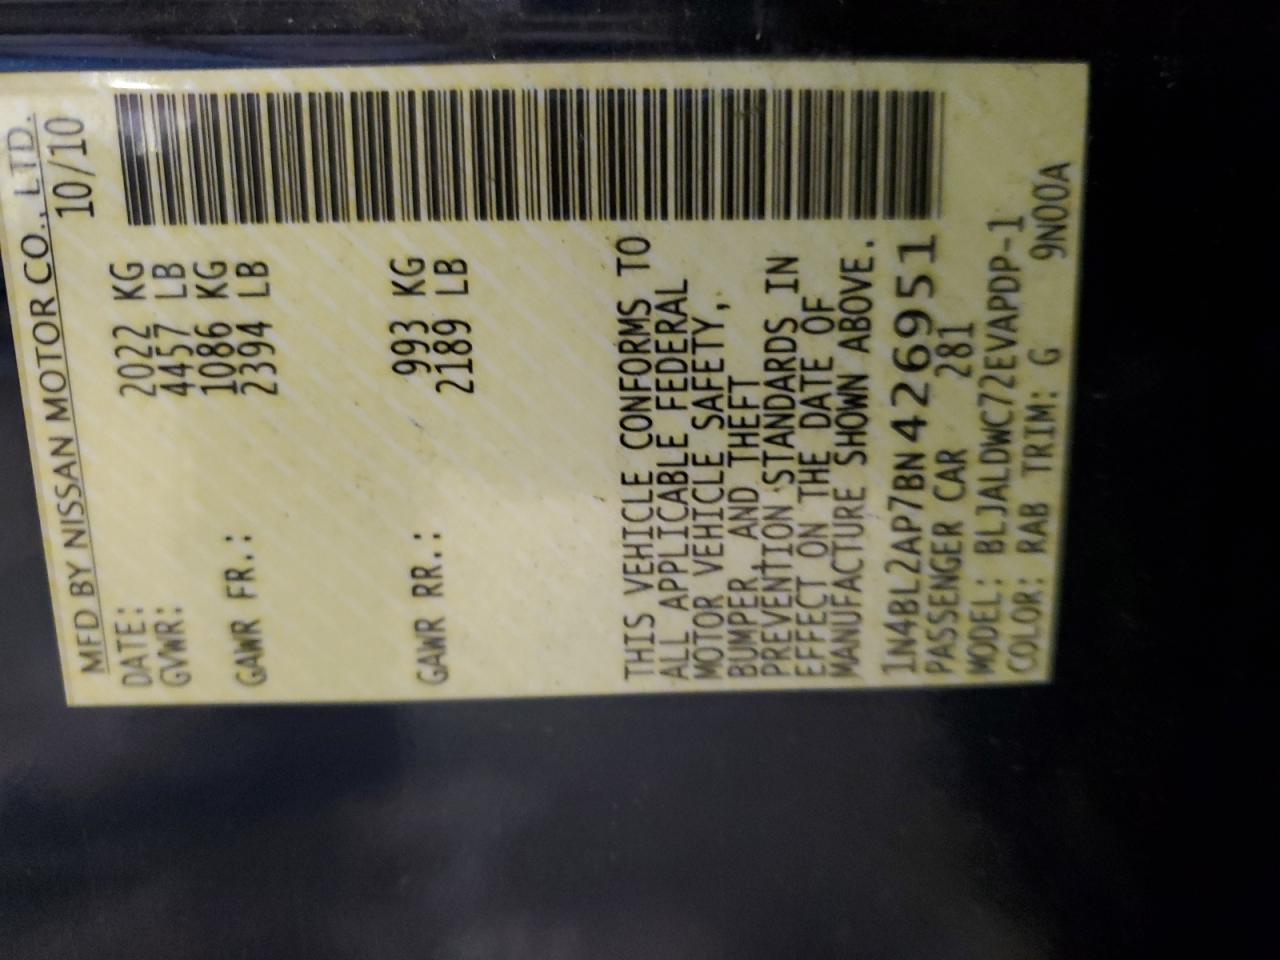 MFD BY NISSAN MOTOR CO., LTD.
DATE: 10/10
GVWR: 2022 KG
4457 LB
GAWR FR.: 1086 KG
2394 LB
GAWR RR.: 993 KG
2189 LB
THIS VEHICLE CONFORMS TO
ALL APPLICABLE FEDERAL
MOTOR VEHICLE SAFETY,
BUMPER, AND THEFT
PREVENTION STANDARDS IN
EFFECT ON THE DATE OF
MANUFACTURE SHOWN ABOVE.
1N4BL2AP7BN426951
PASSENGER CAR 281
MODEL: BLJALDWC72EVAPDP-1
COLOR: RAB TRIM: G 9N00A